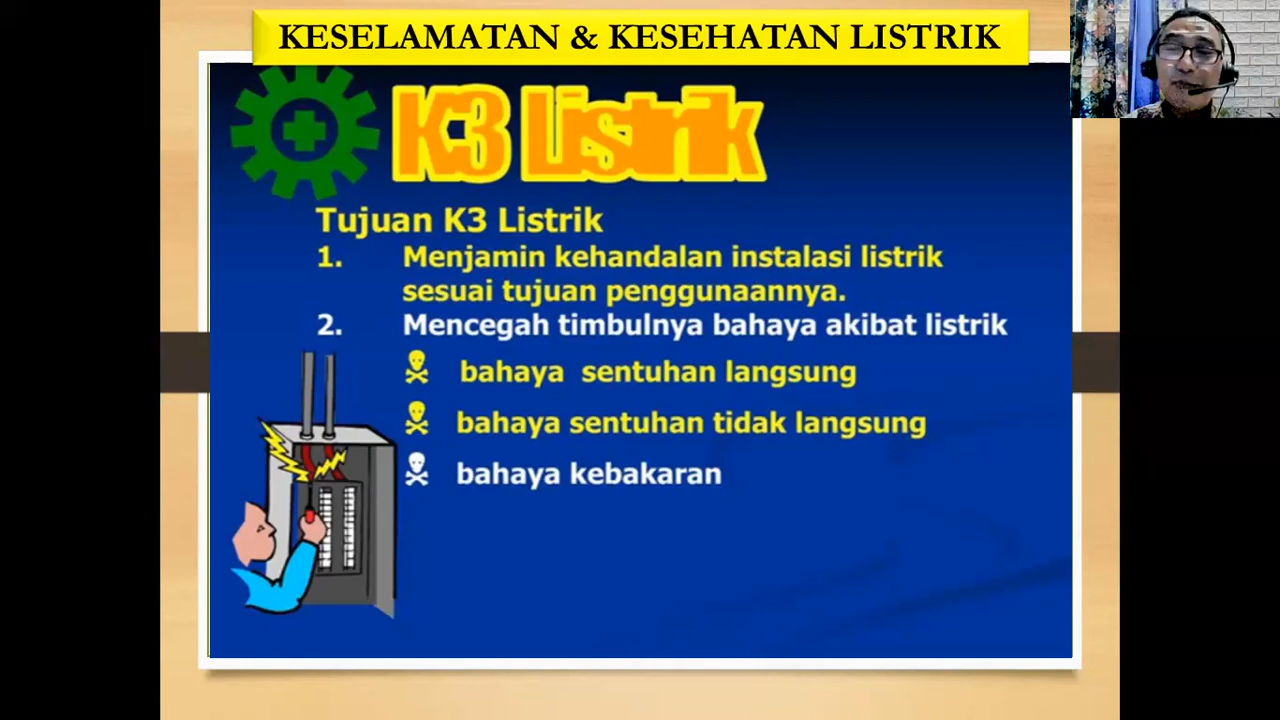 KESELAMATAN & KESEHATAN LISTRIK
K3 Listrik
Tujuan K3 Listrik
1. Menjamin kehandalan instalasi listrik
sesuai tujuan penggunaannya.
2. Mencegah timbulnya bahaya akibat listrik
bahaya sentuhan langsung
bahaya sentuhan tidak langsung
bahaya kebakaran